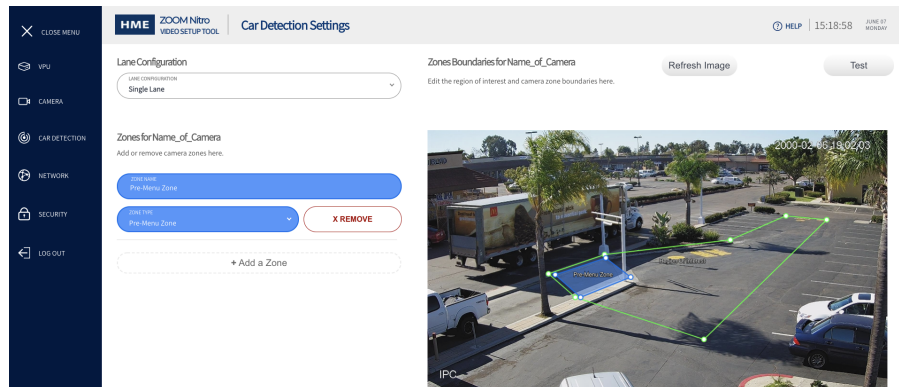 CLOSE MENU
VPU
CAMERA
CAR DETECTION
NETWORK
SECURITY
LOG OUT
HME
ZOOM Nitro
VIDEO SETUP TOOL
Car Detection Settings
? HELP
15:18:58
JUNE 07
MONDAY
Lane Configuration
LANE CONFIGURATION
Single Lane
Zones for Name_of_Camera
Add or remove camera zones here.
ZONE NAME
Pre-Menu Zone
ZONE TYPE
Pre-Menu Zone
X REMOVE
+ Add a Zone
Zones Boundaries for Name_of_Camera
Edit the region of interest and camera zone boundaries here.
Refresh Image
Test
2000-02-06 19:02:03
Pre-Menu Zone
IPC